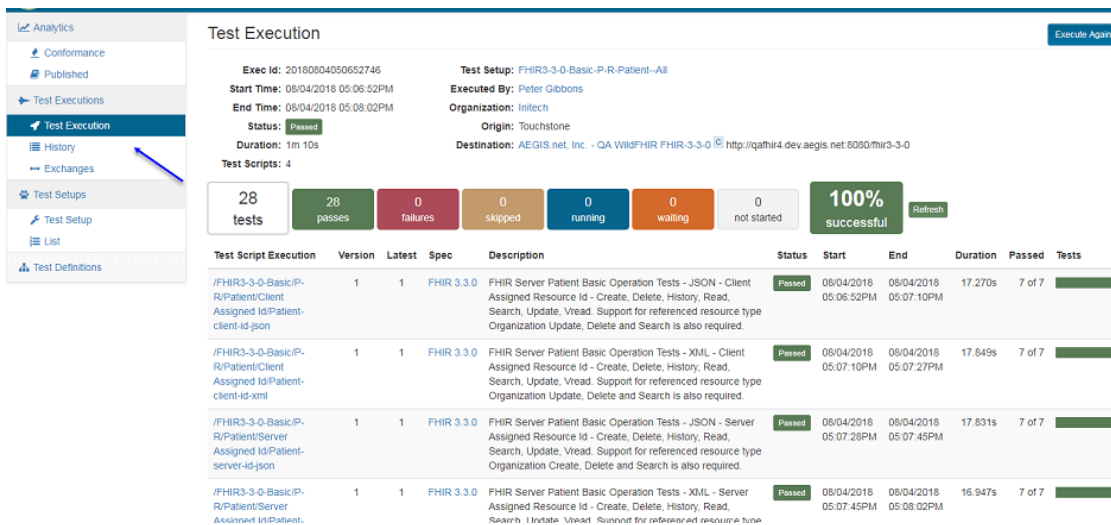 Analytics
Conformance
Published
Test Executions
Test Execution
History
Exchanges
Test Setups
Test Setup
List
Test Definitions
Test Execution
Execute Again
Exec Id: 20180804050652746
Test Setup: FHIR3-3-0-Basic-P-R-Patient--All
Start Time: 08/04/2018 05:06:52PM
Executed By: Peter Gibbons
End Time: 08/04/2018 05:08:02PM
Organization: Initech
Status: Passed
Origin: Touchstone
Duration: 1m 10s
Destination: AEGIS.net, Inc. - QA WildFHIR FHIR-3-3-0 C http://qafhir4.dev.aegis.net:8080/fhir3-3-0
Test Scripts: 4
28
tests
28
passes
0
failures
0
skipped
0
running
0
waiting
0
not started
100%
successful
Refresh
Test Script Execution Version Latest Spec Description Status Start End Duration Passed Tests
/FHIR3-3-0-Basic/P-
R/Patient/Client
Assigned Id/Patient-
client-id-json
1 1 FHIR 3.3.0
FHIR Server Patient Basic Operation Tests - JSON - Client
Assigned Resource Id - Create, Delete, History, Read,
Search, Update, Vread. Support for referenced resource type
Organization Update, Delete and Search is also required.
Passed
08/04/2018
05:06:52PM
08/04/2018
05:07:10PM
17.270s 7 of 7
/FHIR3-3-0-Basic/P-
R/Patient/Client
Assigned Id/Patient-
client-id-xml
1 1 FHIR 3.3.0
FHIR Server Patient Basic Operation Tests - XML - Client
Assigned Resource Id - Create, Delete, History, Read,
Search, Update, Vread. Support for referenced resource type
Organization Update, Delete and Search is also required.
Passed
08/04/2018
05:07:10PM
08/04/2018
05:07:27PM
17.849s 7 of 7
/FHIR3-3-0-Basic/P-
R/Patient/Server
Assigned Id/Patient-
server-id-json
1 1 FHIR 3.3.0
FHIR Server Patient Basic Operation Tests - JSON - Server
Assigned Resource Id - Create, Delete, History, Read,
Search, Update, Vread. Support for referenced resource type
Organization Create, Delete and Search is also required.
Passed
08/04/2018
05:07:28PM
08/04/2018
05:07:45PM
17.831s 7 of 7
/FHIR3-3-0-Basic/P-
R/Patient/Server
Assigned Id/Patient-
1 1 FHIR 3.3.0
FHIR Server Patient Basic Operation Tests - XML - Server
Assigned Resource Id - Create, Delete, History, Read,
Search, Update, Vread. Support for referenced resource type
Passed
08/04/2018
05:07:45PM
08/04/2018
05:08:02PM
16.947s 7 of 7